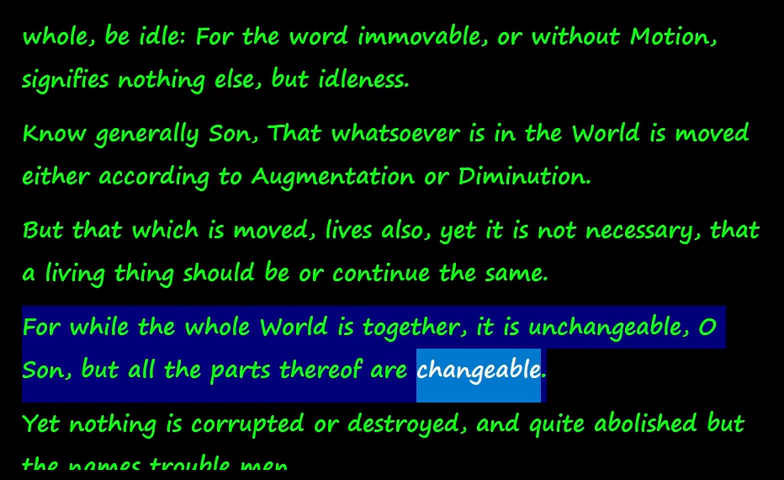 whole, be idle: For the word immovable, or without Motion,
signifies nothing else, but idleness.
Know generally Son, That whatsoever is in the World is moved
either according to Augmentation or Diminution.
But that which is moved, lives also, yet it is not necessary, that
a living thing should be or continue the same.
For while the whole World is together, it is unchangeable, O
Son, but all the parts thereof are changeable.
Yet nothing is corrupted or destroyed, and quite abolished but
the names trouble men